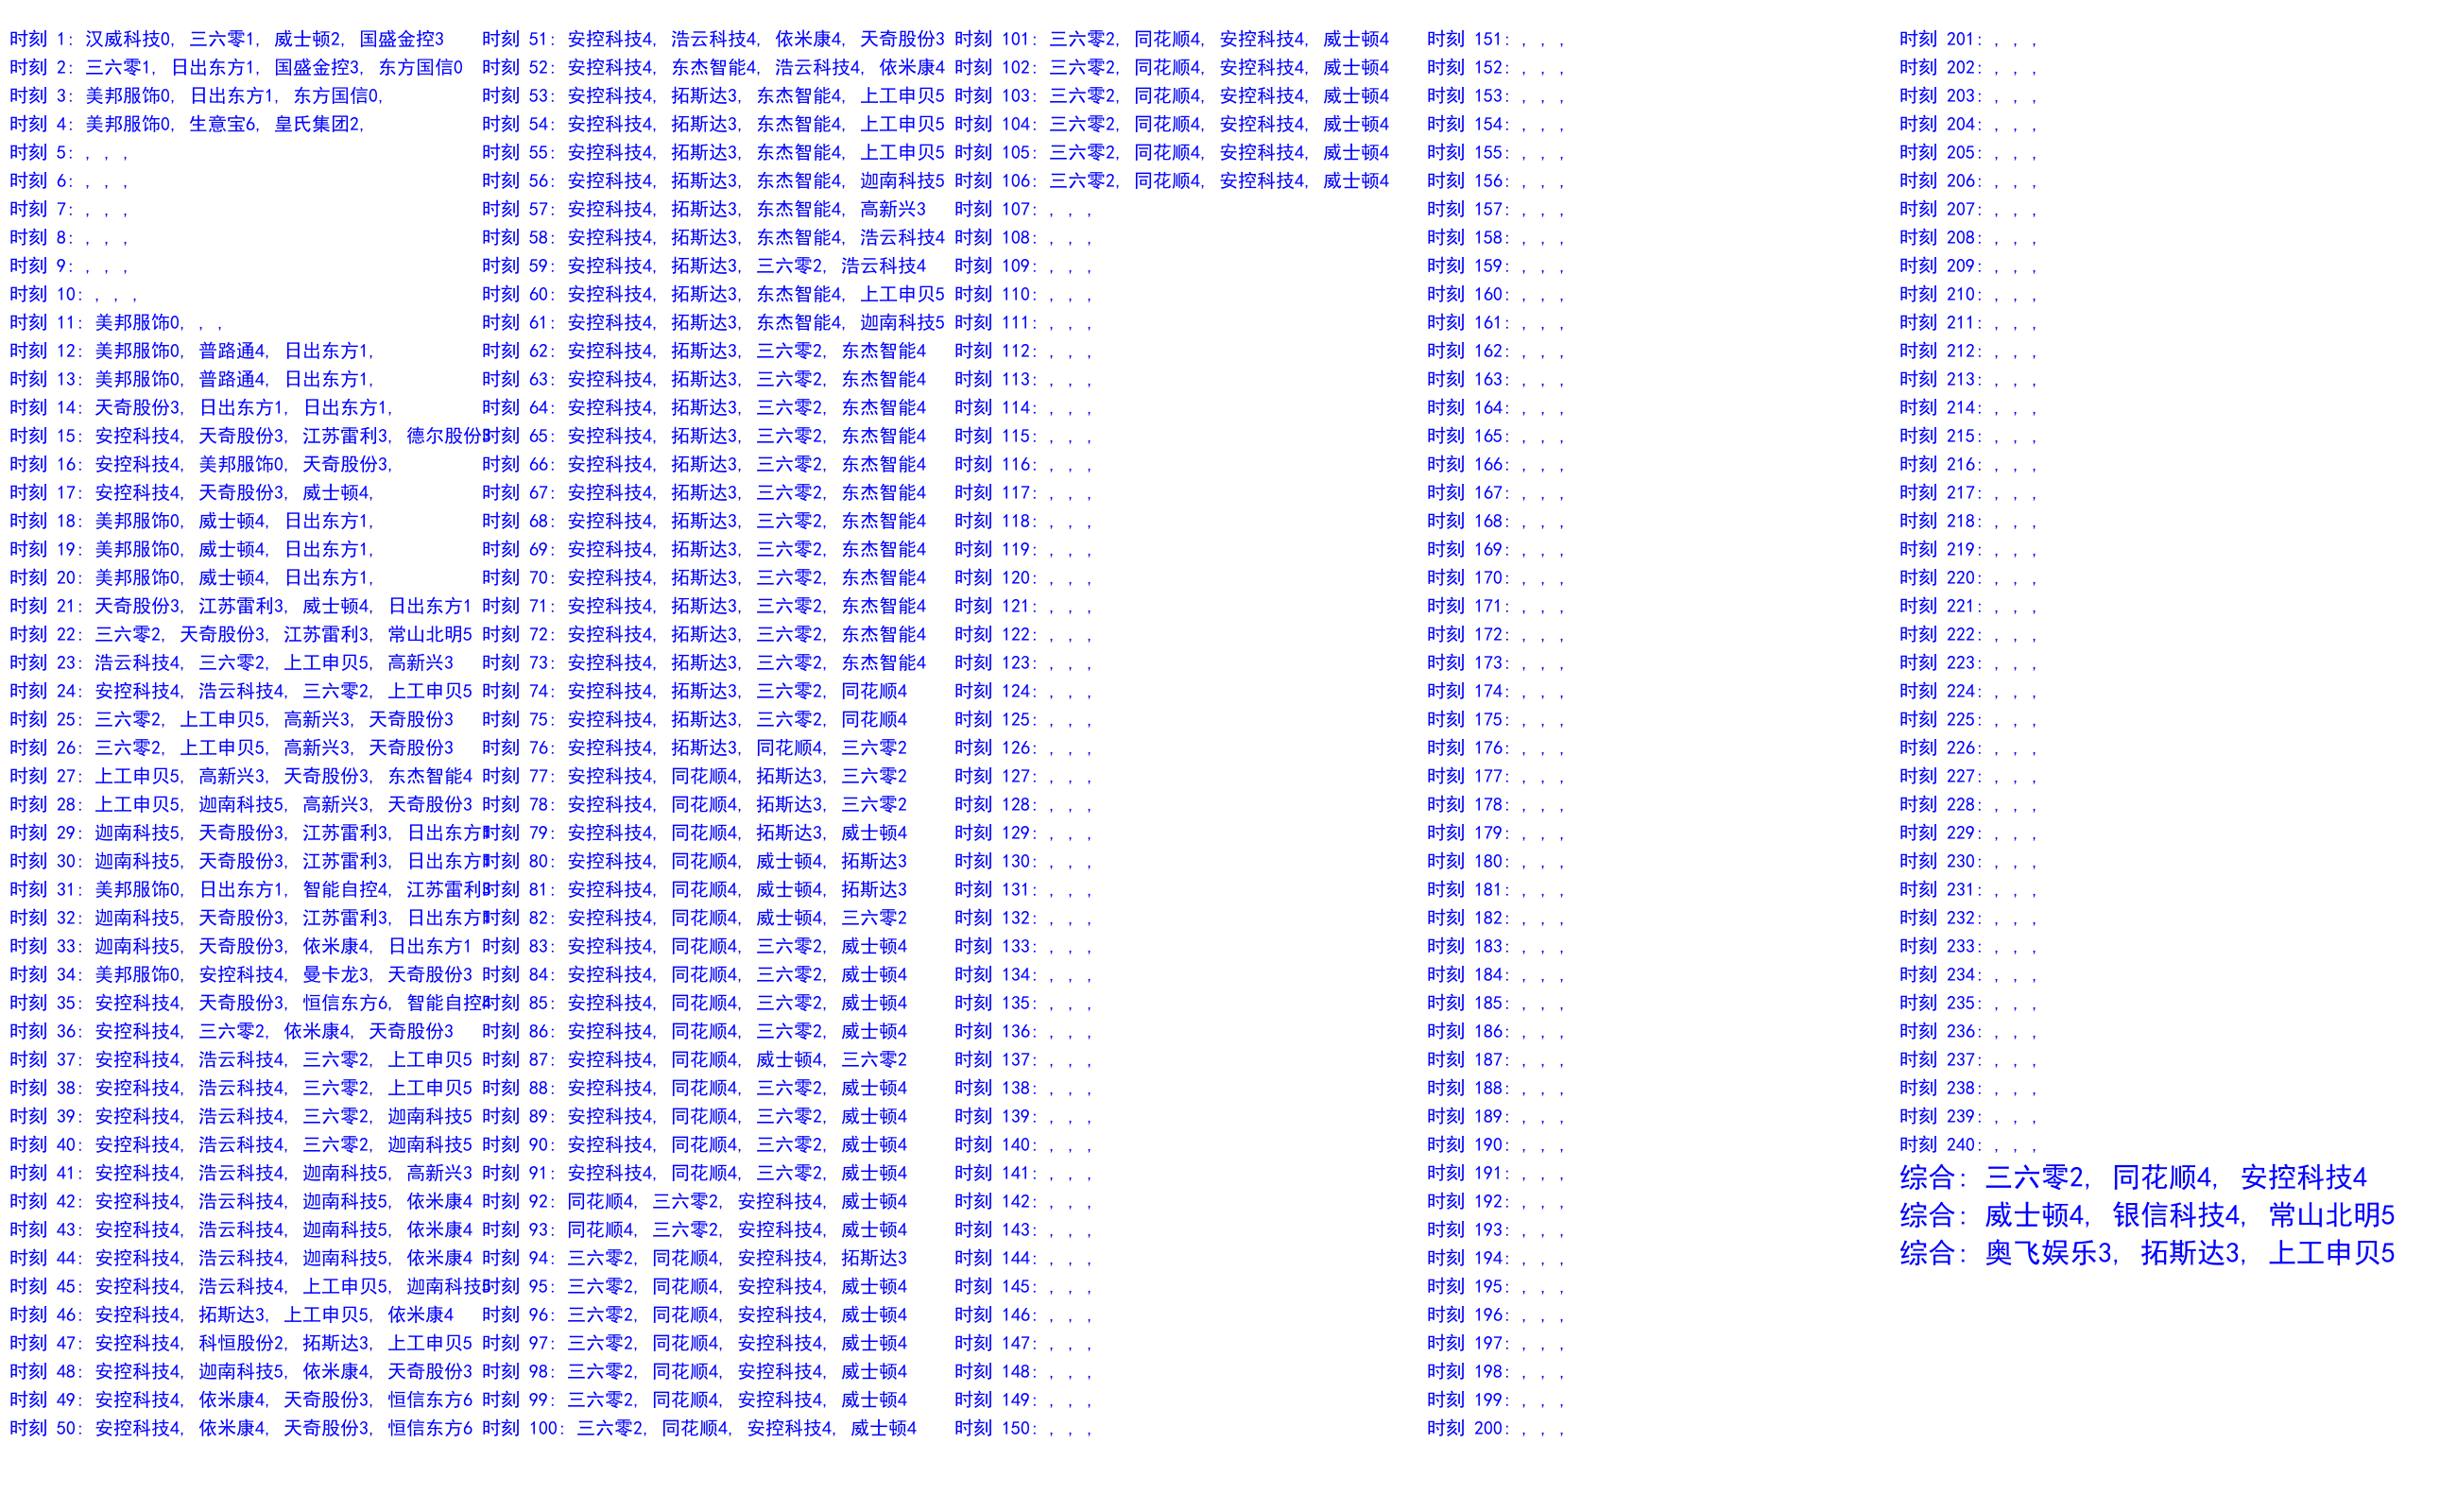 时刻 1: 汉威科技0, 三六零1, 威士顿2, 国盛金控3
时刻 2: 三六零1, 日出东方1, 国盛金控3, 东方国信0
时刻 3: 美邦服饰0, 日出东方1, 东方国信0,
时刻 4: 美邦服饰0, 生意宝6, 皇氏集团2,
时刻 5: , , ,
时刻 6: , , ,
时刻 7: , , ,
时刻 8: , , ,
时刻 9: , , ,
时刻 10: , , ,
时刻 11: 美邦服饰0, , ,
时刻 12: 美邦服饰0, 普路通4, 日出东方1,
时刻 13: 美邦服饰0, 普路通4, 日出东方1,
时刻 14: 天奇股份3, 日出东方1, 日出东方1,
时刻 15: 安控科技4, 天奇股份3, 江苏雷利3, 德尔股份3
时刻 16: 安控科技4, 美邦服饰0, 天奇股份3,
时刻 17: 安控科技4, 天奇股份3, 威士顿4,
时刻 18: 美邦服饰0, 威士顿4, 日出东方1,
时刻 19: 美邦服饰0, 威士顿4, 日出东方1,
时刻 20: 美邦服饰0, 威士顿4, 日出东方1,
时刻 21: 天奇股份3, 江苏雷利3, 威士顿4, 日出东方1
时刻 22: 三六零2, 天奇股份3, 江苏雷利3, 常山北明5
时刻 23: 浩云科技4, 三六零2, 上工申贝5, 高新兴3
时刻 24: 安控科技4, 浩云科技4, 三六零2, 上工申贝5
时刻 25: 三六零2, 上工申贝5, 高新兴3, 天奇股份3
时刻 26: 三六零2, 上工申贝5, 高新兴3, 天奇股份3
时刻 27: 上工申贝5, 高新兴3, 天奇股份3, 东杰智能4
时刻 28: 上工申贝5, 迦南科技5, 高新兴3, 天奇股份3
时刻 29: 迦南科技5, 天奇股份3, 江苏雷利3, 日出东方1
时刻 30: 迦南科技5, 天奇股份3, 江苏雷利3, 日出东方1
时刻 31: 美邦服饰0, 日出东方1, 智能自控4, 江苏雷利3
时刻 32: 迦南科技5, 天奇股份3, 江苏雷利3, 日出东方1
时刻 33: 迦南科技5, 天奇股份3, 依米康4, 日出东方1
时刻 34: 美邦服饰0, 安控科技4, 曼卡龙3, 天奇股份3
时刻 35: 安控科技4, 天奇股份3, 恒信东方6, 智能自控4
时刻 36: 安控科技4, 三六零2, 依米康4, 天奇股份3
时刻 37: 安控科技4, 浩云科技4, 三六零2, 上工申贝5
时刻 38: 安控科技4, 浩云科技4, 三六零2, 上工申贝5
时刻 39: 安控科技4, 浩云科技4, 三六零2, 迦南科技5
时刻 40: 安控科技4, 浩云科技4, 三六零2, 迦南科技5
时刻 41: 安控科技4, 浩云科技4, 迦南科技5, 高新兴3
时刻 42: 安控科技4, 浩云科技4, 迦南科技5, 依米康4
时刻 43: 安控科技4, 浩云科技4, 迦南科技5, 依米康4
时刻 44: 安控科技4, 浩云科技4, 迦南科技5, 依米康4
时刻 45: 安控科技4, 浩云科技4, 上工申贝5, 迦南科技5
时刻 46: 安控科技4, 拓斯达3, 上工申贝5, 依米康4
时刻 47: 安控科技4, 科恒股份2, 拓斯达3, 上工申贝5
时刻 48: 安控科技4, 迦南科技5, 依米康4, 天奇股份3
时刻 49: 安控科技4, 依米康4, 天奇股份3, 恒信东方6
时刻 50: 安控科技4, 依米康4, 天奇股份3, 恒信东方6
时刻 51: 安控科技4, 浩云科技4, 依米康4, 天奇股份3
时刻 52: 安控科技4, 东杰智能4, 浩云科技4, 依米康4
时刻 53: 安控科技4, 拓斯达3, 东杰智能4, 上工申贝5
时刻 54: 安控科技4, 拓斯达3, 东杰智能4, 上工申贝5
时刻 55: 安控科技4, 拓斯达3, 东杰智能4, 上工申贝5
时刻 56: 安控科技4, 拓斯达3, 东杰智能4, 迦南科技5
时刻 57: 安控科技4, 拓斯达3, 东杰智能4, 高新兴3
时刻 58: 安控科技4, 拓斯达3, 东杰智能4, 浩云科技4
时刻 59: 安控科技4, 拓斯达3, 三六零2, 浩云科技4
时刻 60: 安控科技4, 拓斯达3, 东杰智能4, 上工申贝5
时刻 61: 安控科技4, 拓斯达3, 东杰智能4, 迦南科技5
时刻 62: 安控科技4, 拓斯达3, 三六零2, 东杰智能4
时刻 63: 安控科技4, 拓斯达3, 三六零2, 东杰智能4
时刻 64: 安控科技4, 拓斯达3, 三六零2, 东杰智能4
时刻 65: 安控科技4, 拓斯达3, 三六零2, 东杰智能4
时刻 66: 安控科技4, 拓斯达3, 三六零2, 东杰智能4
时刻 67: 安控科技4, 拓斯达3, 三六零2, 东杰智能4
时刻 68: 安控科技4, 拓斯达3, 三六零2, 东杰智能4
时刻 69: 安控科技4, 拓斯达3, 三六零2, 东杰智能4
时刻 70: 安控科技4, 拓斯达3, 三六零2, 东杰智能4
时刻 71: 安控科技4, 拓斯达3, 三六零2, 东杰智能4
时刻 72: 安控科技4, 拓斯达3, 三六零2, 东杰智能4
时刻 73: 安控科技4, 拓斯达3, 三六零2, 东杰智能4
时刻 74: 安控科技4, 拓斯达3, 三六零2, 同花顺4
时刻 75: 安控科技4, 拓斯达3, 三六零2, 同花顺4
时刻 76: 安控科技4, 拓斯达3, 同花顺4, 三六零2
时刻 77: 安控科技4, 同花顺4, 拓斯达3, 三六零2
时刻 78: 安控科技4, 同花顺4, 拓斯达3, 三六零2
时刻 79: 安控科技4, 同花顺4, 拓斯达3, 威士顿4
时刻 80: 安控科技4, 同花顺4, 威士顿4, 拓斯达3
时刻 81: 安控科技4, 同花顺4, 威士顿4, 拓斯达3
时刻 82: 安控科技4, 同花顺4, 威士顿4, 三六零2
时刻 83: 安控科技4, 同花顺4, 三六零2, 威士顿4
时刻 84: 安控科技4, 同花顺4, 三六零2, 威士顿4
时刻 85: 安控科技4, 同花顺4, 三六零2, 威士顿4
时刻 86: 安控科技4, 同花顺4, 三六零2, 威士顿4
时刻 87: 安控科技4, 同花顺4, 威士顿4, 三六零2
时刻 88: 安控科技4, 同花顺4, 三六零2, 威士顿4
时刻 89: 安控科技4, 同花顺4, 三六零2, 威士顿4
时刻 90: 安控科技4, 同花顺4, 三六零2, 威士顿4
时刻 91: 安控科技4, 同花顺4, 三六零2, 威士顿4
时刻 92: 同花顺4, 三六零2, 安控科技4, 威士顿4
时刻 93: 同花顺4, 三六零2, 安控科技4, 威士顿4
时刻 94: 三六零2, 同花顺4, 安控科技4, 拓斯达3
时刻 95: 三六零2, 同花顺4, 安控科技4, 威士顿4
时刻 96: 三六零2, 同花顺4, 安控科技4, 威士顿4
时刻 97: 三六零2, 同花顺4, 安控科技4, 威士顿4
时刻 98: 三六零2, 同花顺4, 安控科技4, 威士顿4
时刻 99: 三六零2, 同花顺4, 安控科技4, 威士顿4
时刻 100: 三六零2, 同花顺4, 安控科技4, 威士顿4
时刻 101: 三六零2, 同花顺4, 安控科技4, 威士顿4
时刻 102: 三六零2, 同花顺4, 安控科技4, 威士顿4
时刻 103: 三六零2, 同花顺4, 安控科技4, 威士顿4
时刻 104: 三六零2, 同花顺4, 安控科技4, 威士顿4
时刻 105: 三六零2, 同花顺4, 安控科技4, 威士顿4
时刻 106: 三六零2, 同花顺4, 安控科技4, 威士顿4
时刻 107: , , ,
时刻 108: , , ,
时刻 109: , , ,
时刻 110: , , ,
时刻 111: , , ,
时刻 112: , , ,
时刻 113: , , ,
时刻 114: , , ,
时刻 115: , , ,
时刻 116: , , ,
时刻 117: , , ,
时刻 118: , , ,
时刻 119: , , ,
时刻 120: , , ,
时刻 121: , , ,
时刻 122: , , ,
时刻 123: , , ,
时刻 124: , , ,
时刻 125: , , ,
时刻 126: , , ,
时刻 127: , , ,
时刻 128: , , ,
时刻 129: , , ,
时刻 130: , , ,
时刻 131: , , ,
时刻 132: , , ,
时刻 133: , , ,
时刻 134: , , ,
时刻 135: , , ,
时刻 136: , , ,
时刻 137: , , ,
时刻 138: , , ,
时刻 139: , , ,
时刻 140: , , ,
时刻 141: , , ,
时刻 142: , , ,
时刻 143: , , ,
时刻 144: , , ,
时刻 145: , , ,
时刻 146: , , ,
时刻 147: , , ,
时刻 148: , , ,
时刻 149: , , ,
时刻 150: , , ,
时刻 151: , , ,
时刻 152: , , ,
时刻 153: , , ,
时刻 154: , , ,
时刻 155: , , ,
时刻 156: , , ,
时刻 157: , , ,
时刻 158: , , ,
时刻 159: , , ,
时刻 160: , , ,
时刻 161: , , ,
时刻 162: , , ,
时刻 163: , , ,
时刻 164: , , ,
时刻 165: , , ,
时刻 166: , , ,
时刻 167: , , ,
时刻 168: , , ,
时刻 169: , , ,
时刻 170: , , ,
时刻 171: , , ,
时刻 172: , , ,
时刻 173: , , ,
时刻 174: , , ,
时刻 175: , , ,
时刻 176: , , ,
时刻 177: , , ,
时刻 178: , , ,
时刻 179: , , ,
时刻 180: , , ,
时刻 181: , , ,
时刻 182: , , ,
时刻 183: , , ,
时刻 184: , , ,
时刻 185: , , ,
时刻 186: , , ,
时刻 187: , , ,
时刻 188: , , ,
时刻 189: , , ,
时刻 190: , , ,
时刻 191: , , ,
时刻 192: , , ,
时刻 193: , , ,
时刻 194: , , ,
时刻 195: , , ,
时刻 196: , , ,
时刻 197: , , ,
时刻 198: , , ,
时刻 199: , , ,
时刻 200: , , ,
时刻 201: , , ,
时刻 202: , , ,
时刻 203: , , ,
时刻 204: , , ,
时刻 205: , , ,
时刻 206: , , ,
时刻 207: , , ,
时刻 208: , , ,
时刻 209: , , ,
时刻 210: , , ,
时刻 211: , , ,
时刻 212: , , ,
时刻 213: , , ,
时刻 214: , , ,
时刻 215: , , ,
时刻 216: , , ,
时刻 217: , , ,
时刻 218: , , ,
时刻 219: , , ,
时刻 220: , , ,
时刻 221: , , ,
时刻 222: , , ,
时刻 223: , , ,
时刻 224: , , ,
时刻 225: , , ,
时刻 226: , , ,
时刻 227: , , ,
时刻 228: , , ,
时刻 229: , , ,
时刻 230: , , ,
时刻 231: , , ,
时刻 232: , , ,
时刻 233: , , ,
时刻 234: , , ,
时刻 235: , , ,
时刻 236: , , ,
时刻 237: , , ,
时刻 238: , , ,
时刻 239: , , ,
时刻 240: , , ,
综合: 三六零2, 同花顺4, 安控科技4
综合: 威士顿4, 银信科技4, 常山北明5
综合: 奥飞娱乐3, 拓斯达3, 上工申贝5